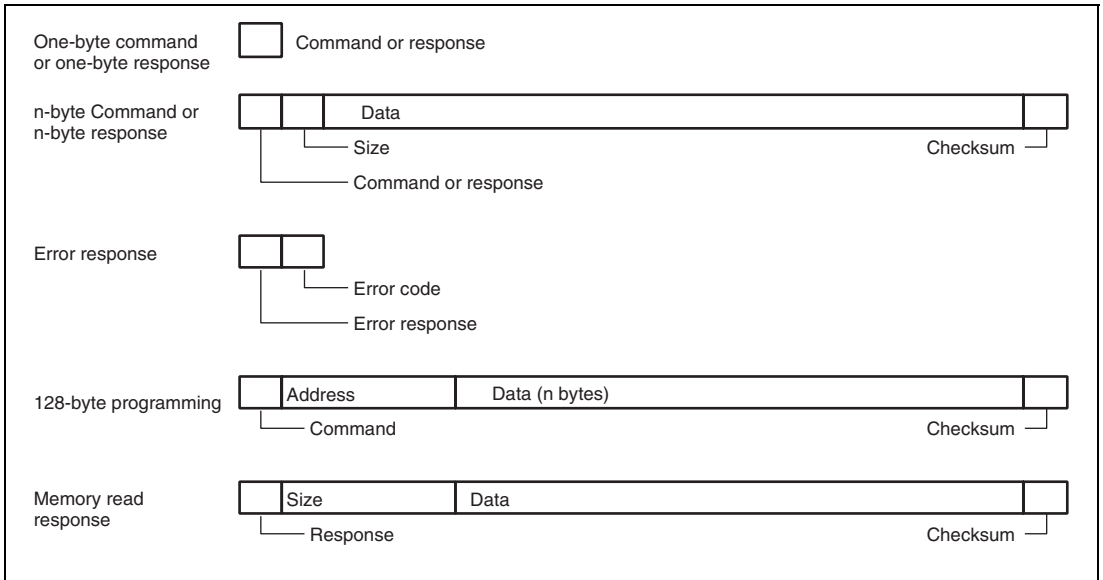 One-byte command
or one-byte response
Command or response
n-byte Command or
n-byte response
Data
Size
Checksum
Command or response
Error response
Error code
Error response
128-byte programming
Address
Data (n bytes)
Command
Checksum
Memory read
response
Size
Data
Response
Checksum